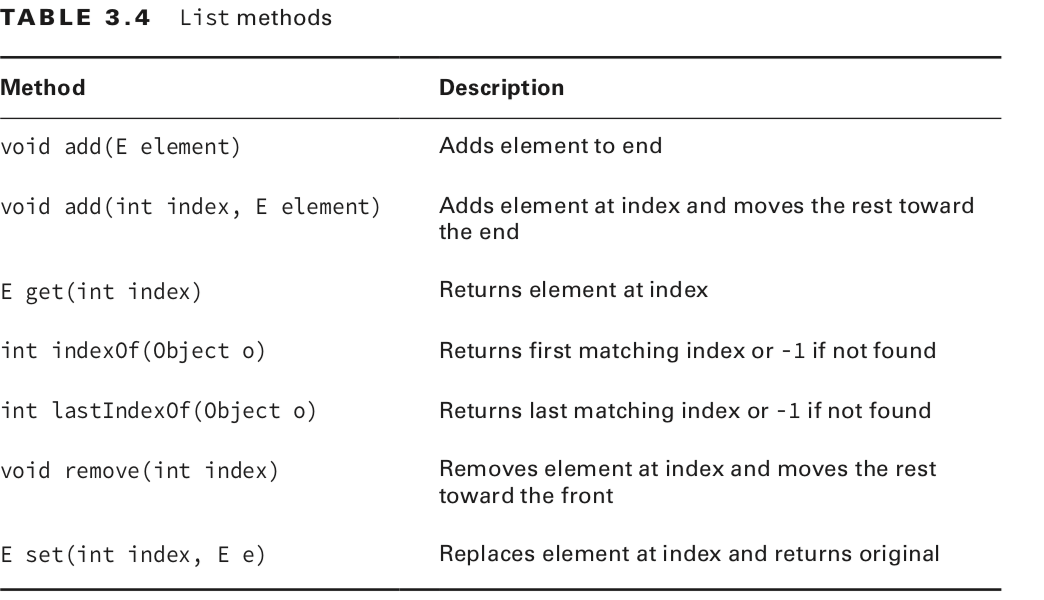 TABLE 3.4 List methods
Method Description
void add(E element) Adds element to end
void add(int index, E element) Adds element at index and moves the rest toward
the end
E get(int index) Returns element at index
int indexOf(Object o) Returns first matching index or -1 if not found
int lastIndexOf(Object o) Returns last matching index or -1 if not found
void remove(int index) Removes element at index and moves the rest
toward the front
E set(int index, E e) Replaces element at index and returns original